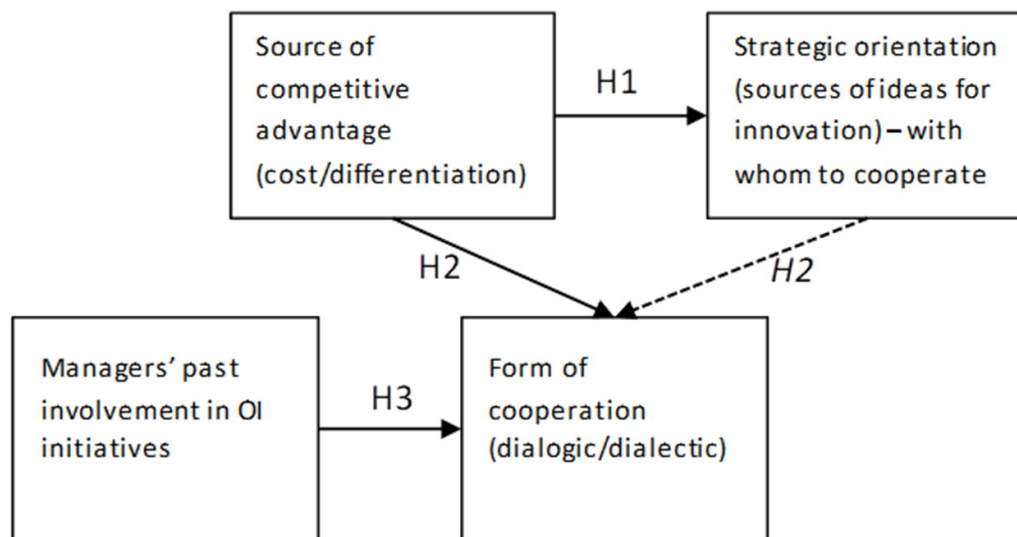 Source of
competitive
advantage
(cost/differentiation)
H1
Strategic orientation
(sources of ideas for
innovation) – with
whom to cooperate
H2
H2
Managers’ past
involvement in OI
initiatives
H3
Form of
cooperation
(dialogic/dialectic)